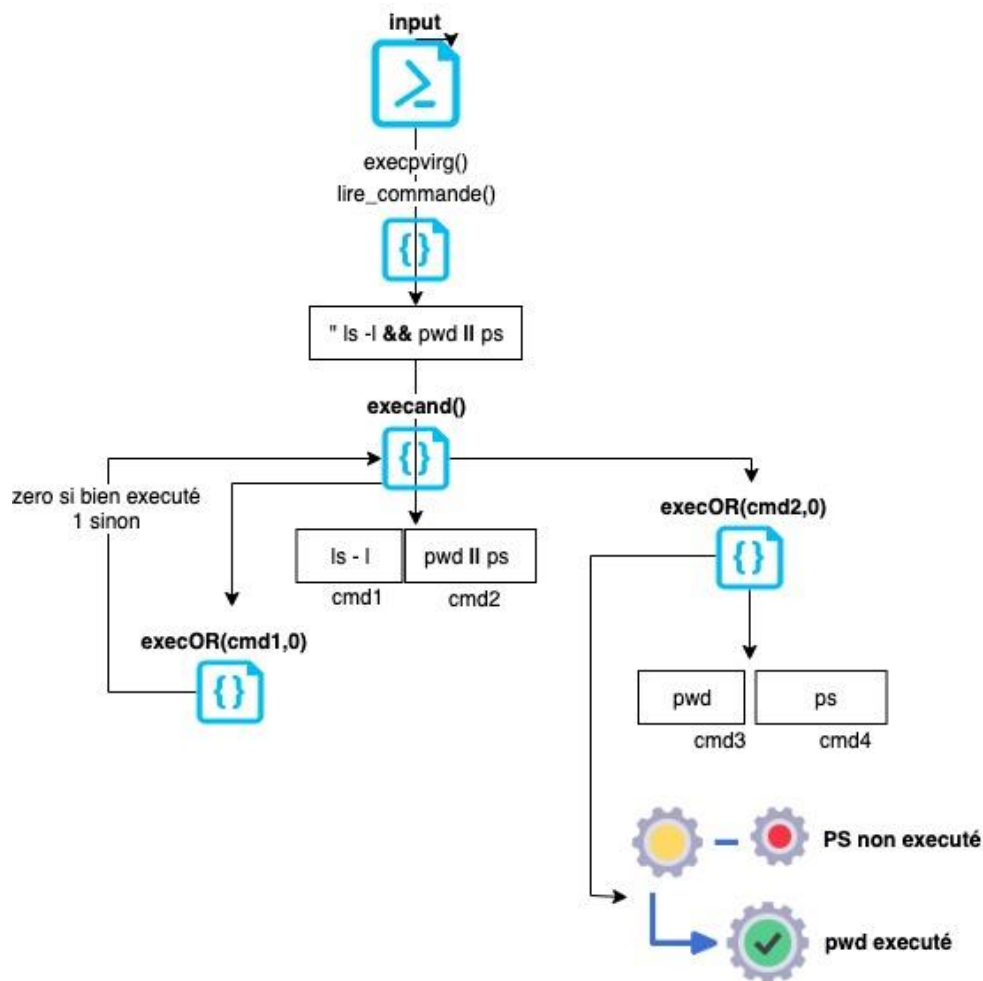 input
execpvirg()
lire_commande()
" ls -l && pwd || ps
execand()
zero si bien executé
1 sinon
execOR(cmd2,0)
ls - l
pwd || ps
cmd1
cmd2
execOR(cmd1,0)
pwd
ps
cmd3
cmd4
PS non executé
pwd executé